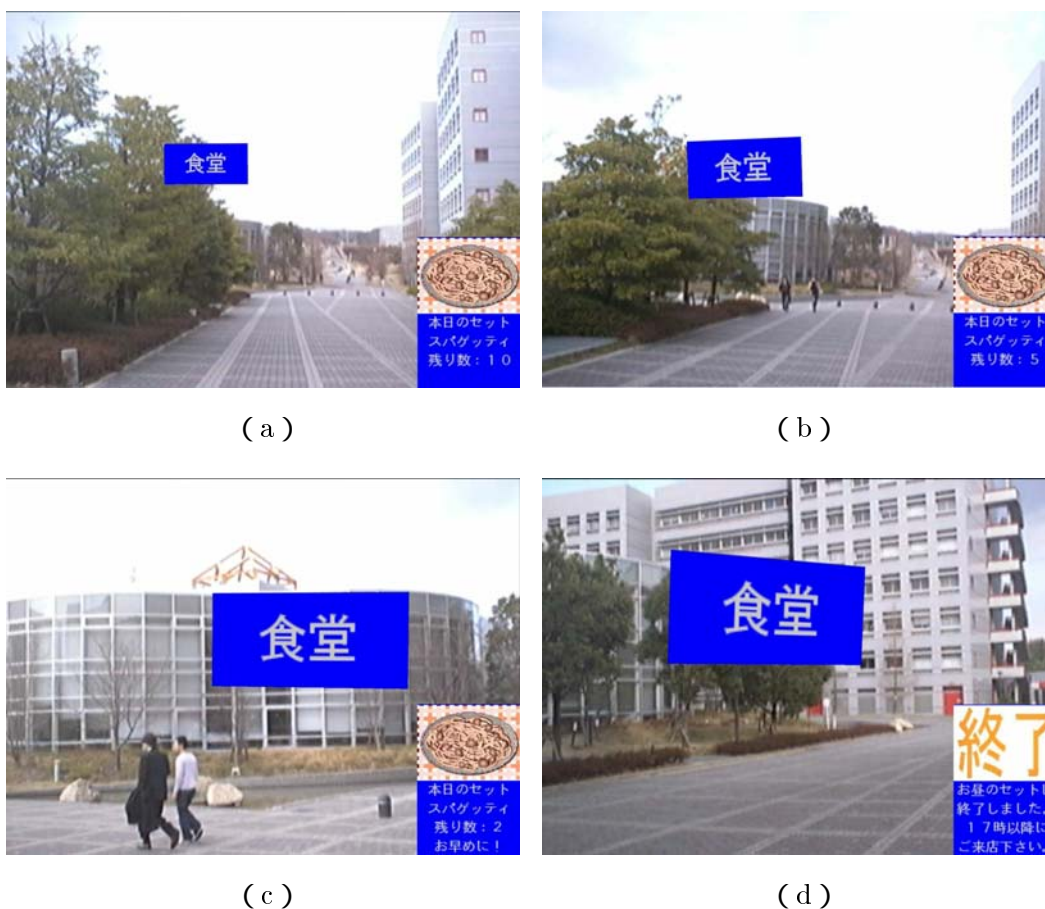 食堂
本日のセット
スパゲッティ
残り数：１０
(a)
食堂
本日のセット
スパゲッティ
残り数：５
(b)
食堂
本日のセット
スパゲッティ
残り数：２
お早めに！
(c)
食堂
終了
お昼のセットは
終了しました。
１７時以降に
ご来店下さい。
(d)